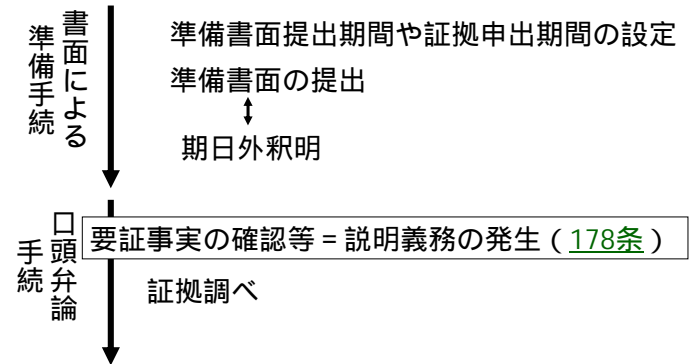 書面による
準備手続
準備書面提出期間や証拠申出期間の設定
準備書面の提出
期日外釈明
口頭弁論
手続
要証事実の確認等=説明義務の発生(178条)
証拠調べ